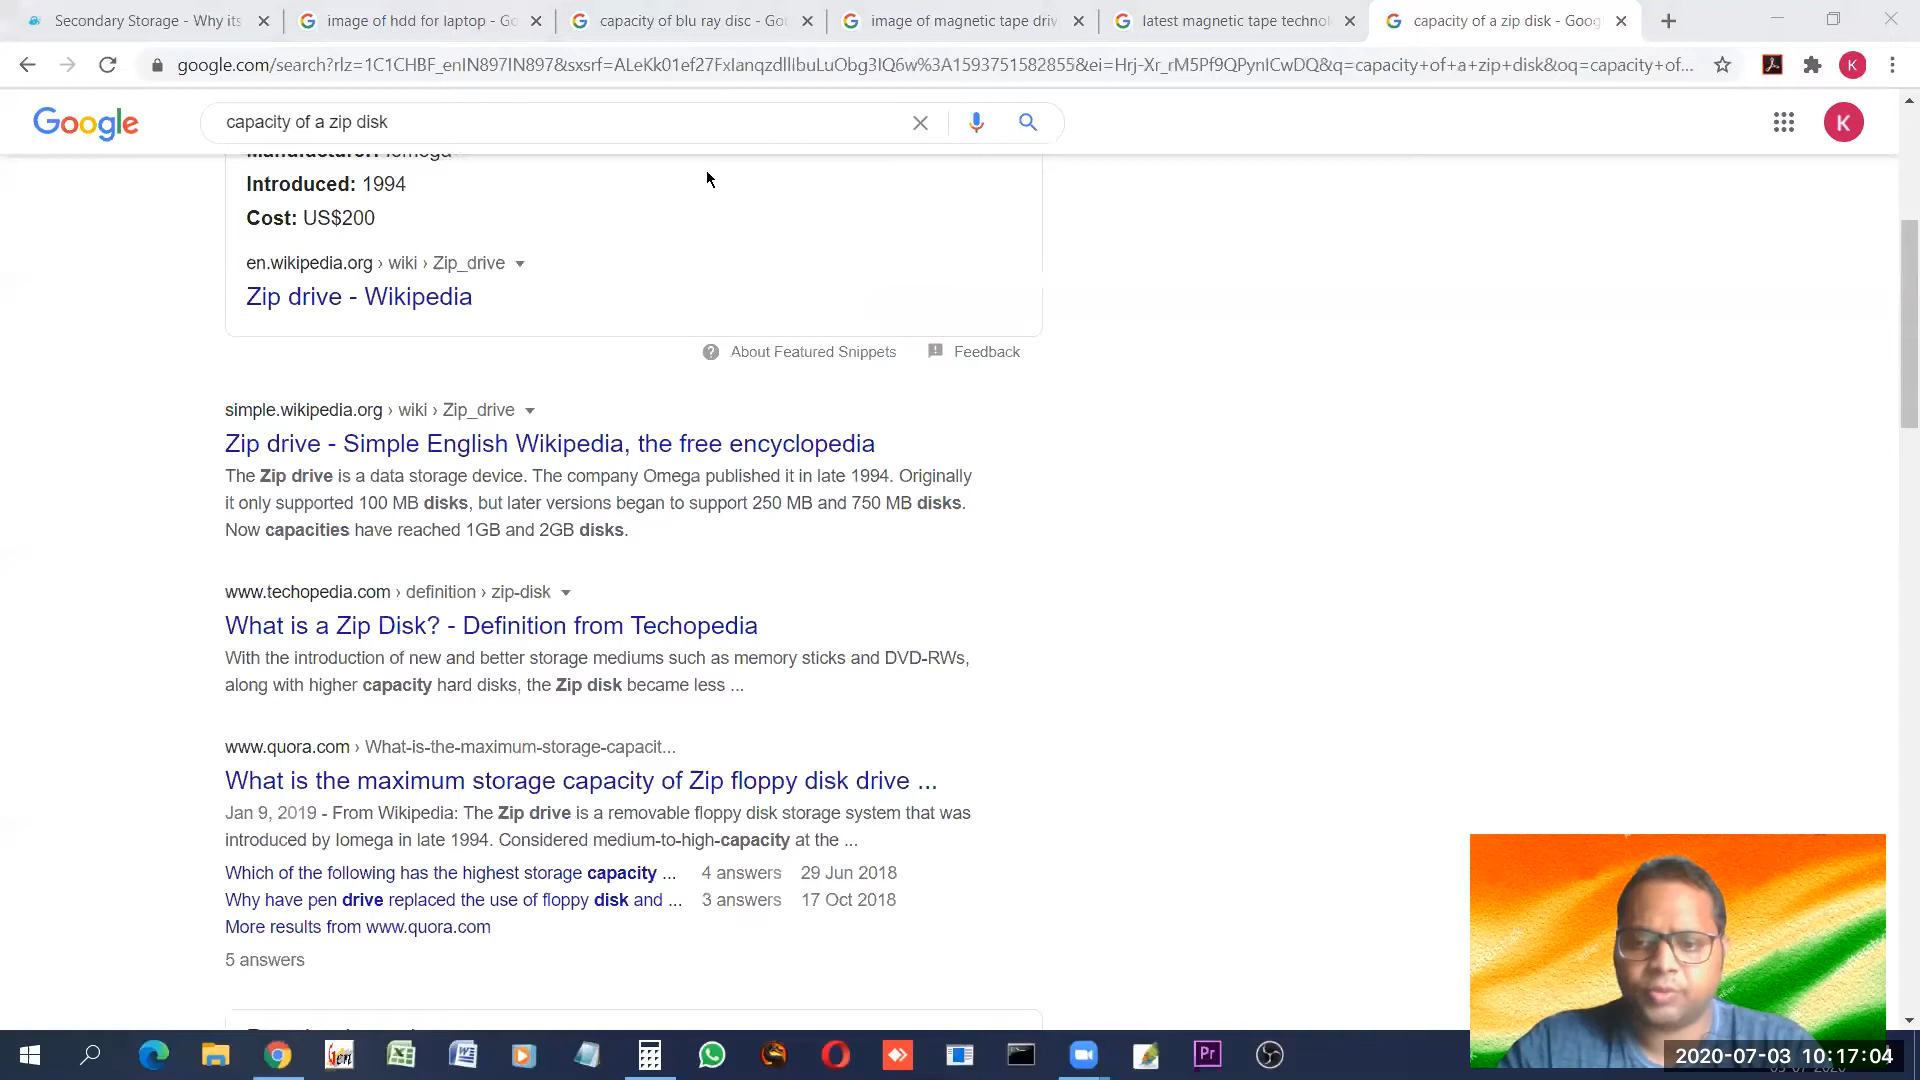 Secondary Storage - Why its
image of hdd for laptop - Go
capacity of blu ray disc - Goo
image of magnetic tape driv
latest magnetic tape technol
capacity of a zip disk - Goog
google.com/search?rlz=1C1CHBF_enIN897IN897&sxsrf=ALeKk01ef27FxIanqzdllIbuLuObg3IQ6w%3A1593751582855&ei=Hrj-Xr_rM5Pf9QPynICwDQ&q=capacity+of+a+zip+disk&oq=capacity+of...
K
Google
capacity of a zip disk
K
Manufacturer: Iomega
Introduced: 1994
Cost: US$200
en.wikipedia.org › wiki › Zip_drive
Zip drive - Wikipedia
About Featured Snippets
Feedback
simple.wikipedia.org › wiki › Zip_drive
Zip drive - Simple English Wikipedia, the free encyclopedia
The Zip drive is a data storage device. The company Omega published it in late 1994. Originally
it only supported 100 MB disks, but later versions began to support 250 MB and 750 MB disks.
Now capacities have reached 1GB and 2GB disks.
www.techopedia.com › definition › zip-disk
What is a Zip Disk? - Definition from Techopedia
With the introduction of new and better storage mediums such as memory sticks and DVD-RWs,
along with higher capacity hard disks, the Zip disk became less ...
www.quora.com › What-is-the-maximum-storage-capacit...
What is the maximum storage capacity of Zip floppy disk drive ...
Jan 9, 2019 - From Wikipedia: The Zip drive is a removable floppy disk storage system that was
introduced by Iomega in late 1994. Considered medium-to-high-capacity at the ...
Which of the following has the highest storage capacity ... 4 answers 29 Jun 2018
Why have pen drive replaced the use of floppy disk and ... 3 answers 17 Oct 2018
More results from www.quora.com
5 answers
Gen
Pr
2020-07-03 10:17:04